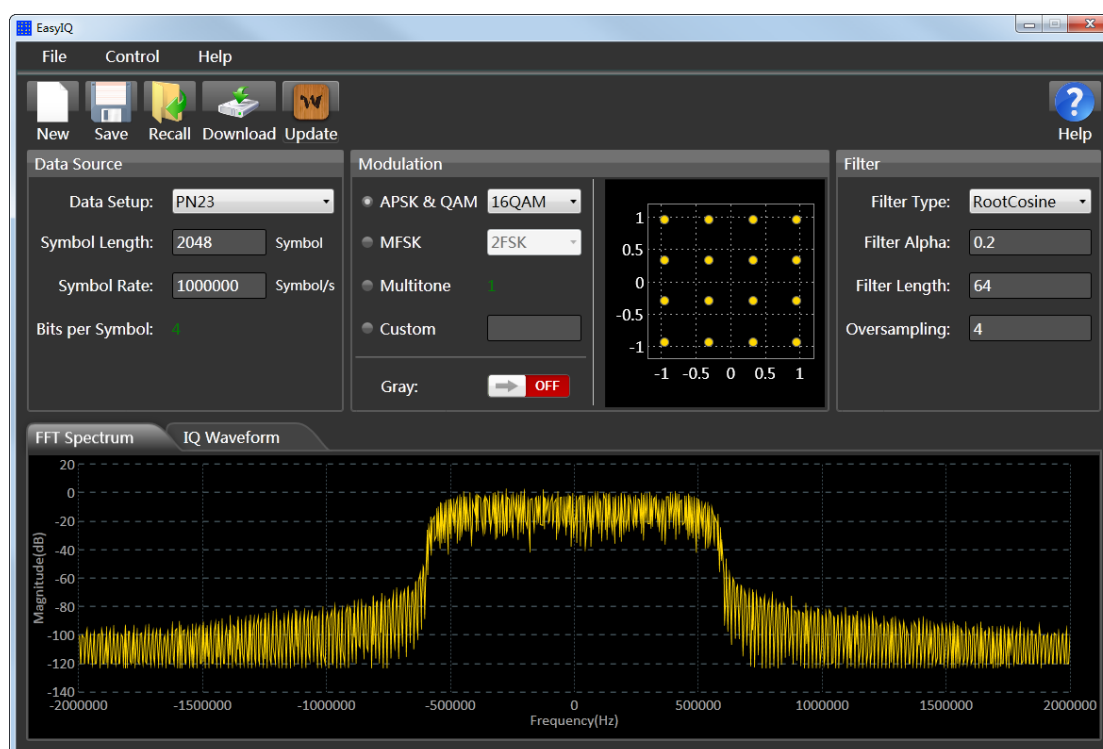 EasyIQ
File Control Help
New Save Recall Download Update Help
Data Source
Data Setup: PN23
Symbol Length: 2048 Symbol
Symbol Rate: 1000000 Symbol/s
Bits per Symbol: 4
Modulation
APSK & QAM 16QAM
MFSK 2FSK
Multitone 1
Custom
Gray: OFF
1
0.5
0
-0.5
-1
-1 -0.5 0 0.5 1
Filter
Filter Type: RootCosine
Filter Alpha: 0.2
Filter Length: 64
Oversampling: 4
FFT Spectrum IQ Waveform
Magnitude(dB)
20
0
-20
-40
-60
-80
-100
-120
-140
-2000000 -1500000 -1000000 -500000 0 500000 1000000 1500000 2000000
Frequency(Hz)